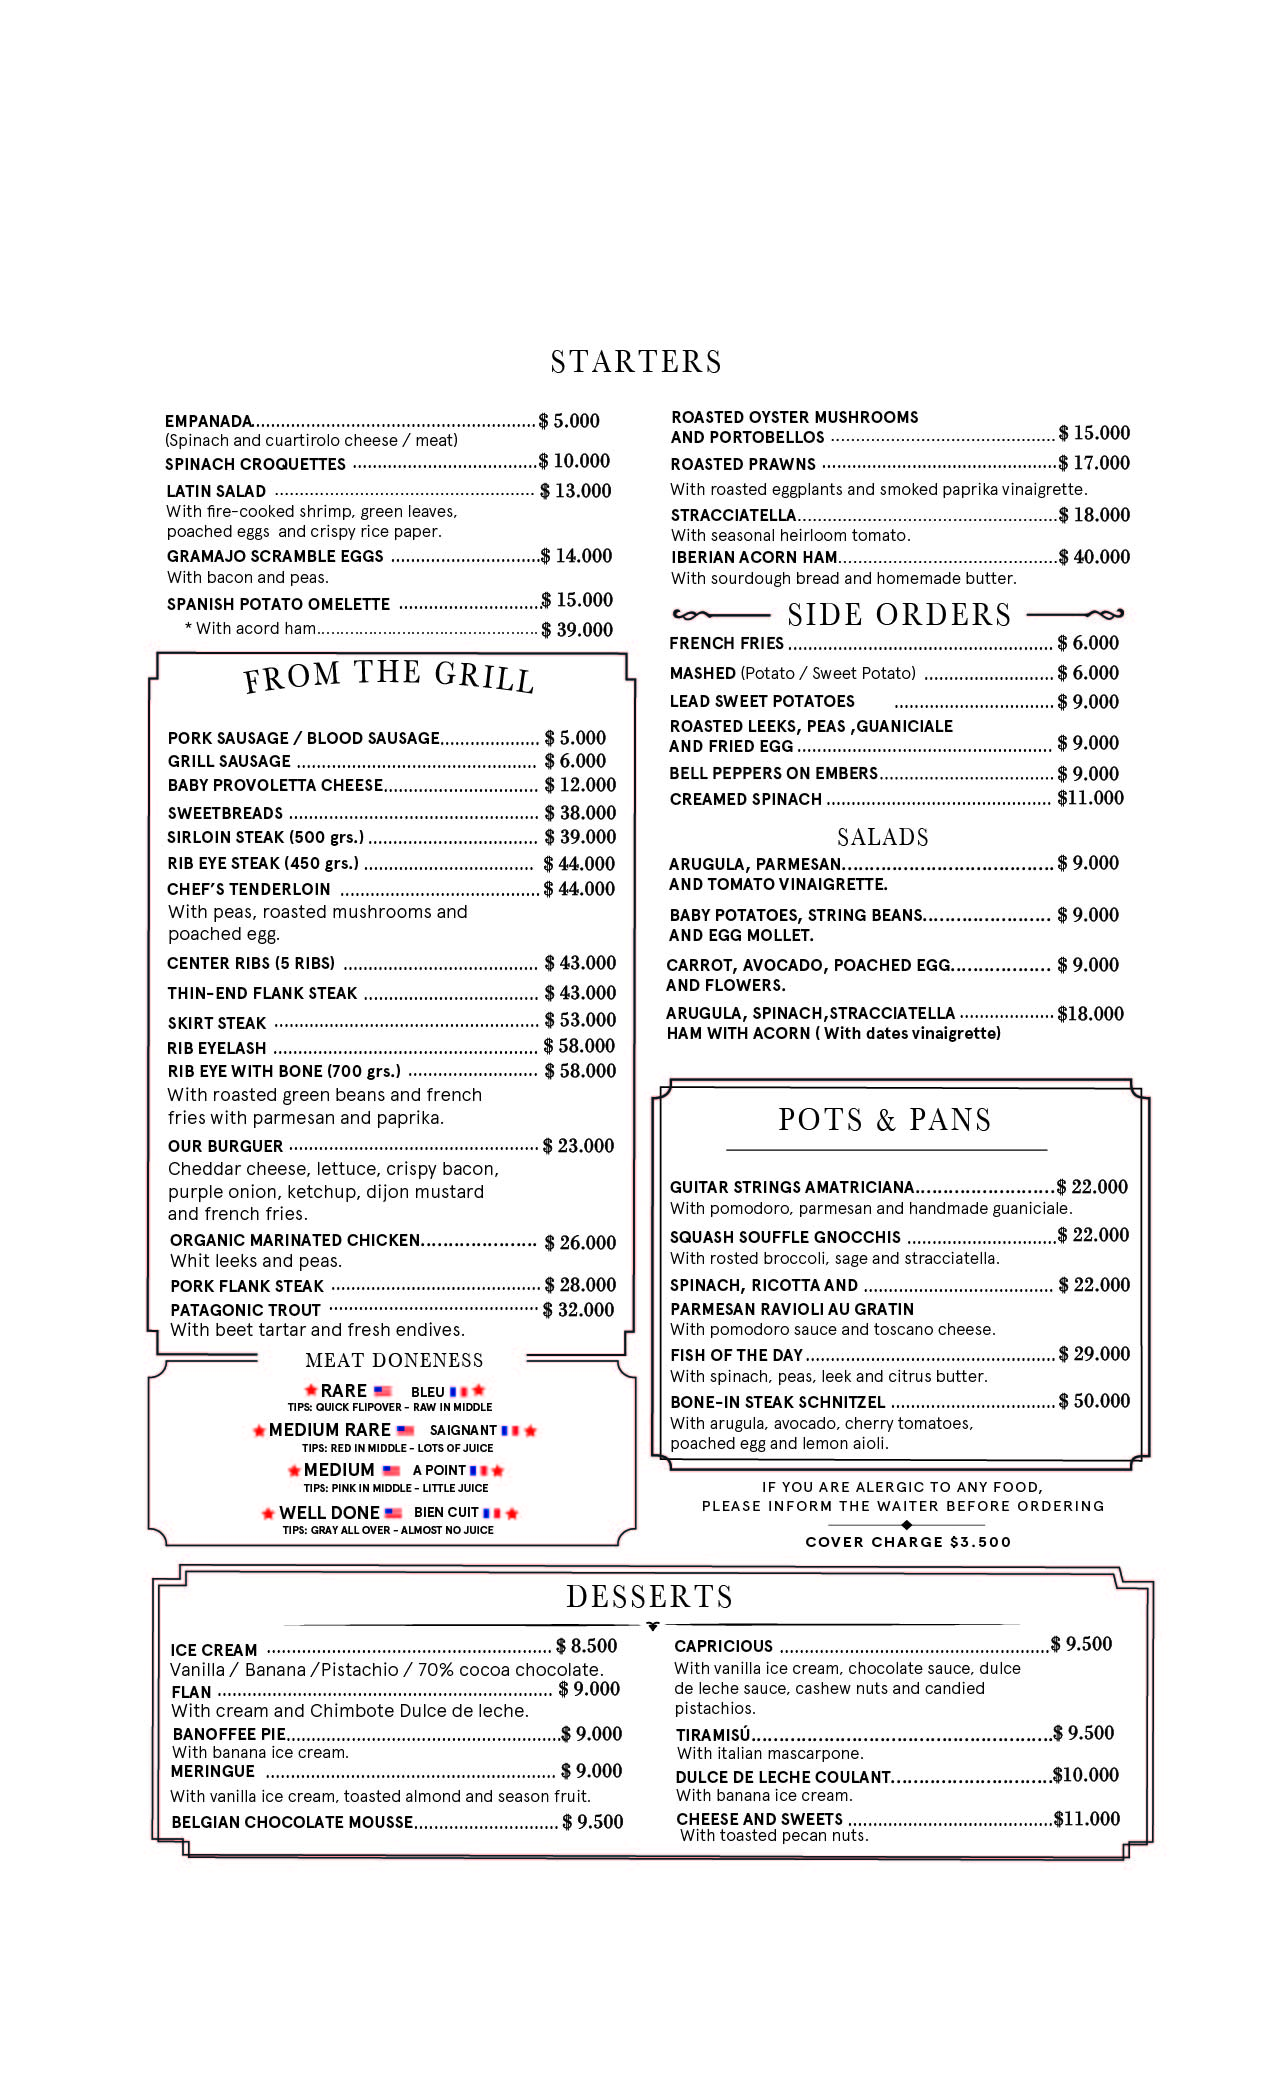 STARTERS
EMPANADA........................................................$ 5.000
(Spinach and cuartirolo cheese / meat)
SPINACH CROQUETTES .....................................$ 10.000
LATIN SALAD .................................................... $ 13.000
With fire-cooked shrimp, green leaves,
poached eggs and crispy rice paper.
GRAMAJO SCRAMBLE EGGS ..............................$ 14.000
With bacon and peas.
SPANISH POTATO OMELETTE ............................$ 15.000
* With acord ham............................................ $ 39.000
ROASTED OYSTER MUSHROOMS
AND PORTOBELLOS .............................................$ 15.000
ROASTED PRAWNS ...............................................$ 17.000
With roasted eggplants and smoked paprika vinaigrette.
STRACCIATELLA....................................................$ 18.000
With seasonal heirloom tomato.
IBERIAN ACORN HAM............................................$ 40.000
With sourdough bread and homemade butter.
FROM THE GRILL
PORK SAUSAGE / BLOOD SAUSAGE.................... $ 5.000
GRILL SAUSAGE ................................................ $ 6.000
BABY PROVOLETTA CHEESE............................... $ 12.000
SWEETBREADS .................................................. $ 38.000
SIRLOIN STEAK (500 grs.) .................................. $ 39.000
RIB EYE STEAK (450 grs.) .................................. $ 44.000
CHEF’S TENDERLOIN ........................................ $ 44.000
With peas, roasted mushrooms and
poached egg.
CENTER RIBS (5 RIBS) ....................................... $ 43.000
THIN-END FLANK STEAK ................................... $ 43.000
SKIRT STEAK ..................................................... $ 53.000
RIB EYELASH ..................................................... $ 58.000
RIB EYE WITH BONE (700 grs.) .......................... $ 58.000
With roasted green beans and french
fries with parmesan and paprika.
OUR BURGUER .................................................. $ 23.000
Cheddar cheese, lettuce, crispy bacon,
purple onion, ketchup, dijon mustard
and french fries.
ORGANIC MARINATED CHICKEN.................... $ 26.000
Whit leeks and peas.
PORK FLANK STEAK .......................................... $ 28.000
PATAGONIC TROUT .......................................... $ 32.000
With beet tartar and fresh endives.
MEAT DONENESS
RARE BLEU
TIPS: QUICK FLIPOVER - RAW IN MIDDLE
MEDIUM RARE SAIGNANT
TIPS: RED IN MIDDLE - LOTS OF JUICE
MEDIUM A POINT
TIPS: PINK IN MIDDLE - LITTLE JUICE
WELL DONE BIEN CUIT
TIPS: GRAY ALL OVER - ALMOST NO JUICE
SIDE ORDERS
FRENCH FRIES ..................................................... $ 6.000
MASHED (Potato / Sweet Potato) .......................... $ 6.000
LEAD SWEET POTATOES ................................ $ 9.000
ROASTED LEEKS, PEAS ,GUANICIALE
AND FRIED EGG ................................................... $ 9.000
BELL PEPPERS ON EMBERS................................... $ 9.000
CREAMED SPINACH ............................................. $11.000
SALADS
ARUGULA, PARMESAN..................................... $ 9.000
AND TOMATO VINAIGRETTE.
BABY POTATOES, STRING BEANS...................... $ 9.000
AND EGG MOLLET.
CARROT, AVOCADO, POACHED EGG................. $ 9.000
AND FLOWERS.
ARUGULA, SPINACH,STRACCIATELLA ...................$18.000
HAM WITH ACORN ( With dates vinaigrette)
POTS & PANS
GUITAR STRINGS AMATRICIANA........................$ 22.000
With pomodoro, parmesan and handmade guaniciale.
SQUASH SOUFFLE GNOCCHIS ..............................$ 22.000
With rosted broccoli, sage and stracciatella.
SPINACH, RICOTTA AND ...................................... $ 22.000
PARMESAN RAVIOLI AU GRATIN
With pomodoro sauce and toscano cheese.
FISH OF THE DAY..................................................$ 29.000
With spinach, peas, leek and citrus butter.
BONE-IN STEAK SCHNITZEL ................................. $ 50.000
With arugula, avocado, cherry tomatoes,
poached egg and lemon aioli.
IF YOU ARE ALERGIC TO ANY FOOD,
PLEASE INFORM THE WAITER BEFORE ORDERING
COVER CHARGE $3.500
DESSERTS
ICE CREAM ......................................................... $ 8.500
Vanilla / Banana /Pistachio / 70% cocoa chocolate.
FLAN ................................................................... $ 9.000
With cream and Chimbote Dulce de leche.
BANOFFEE PIE.......................................................$ 9.000
With banana ice cream.
MERINGUE .......................................................... $ 9.000
With vanilla ice cream, toasted almond and season fruit.
BELGIAN CHOCOLATE MOUSSE............................. $ 9.500
CAPRICIOUS ......................................................$ 9.500
With vanilla ice cream, chocolate sauce, dulce
de leche sauce, cashew nuts and candied
pistachios.
TIRAMISÚ.....................................................$ 9.500
With italian mascarpone.
DULCE DE LECHE COULANT............................$10.000
With banana ice cream.
CHEESE AND SWEETS .........................................$11.000
With toasted pecan nuts.